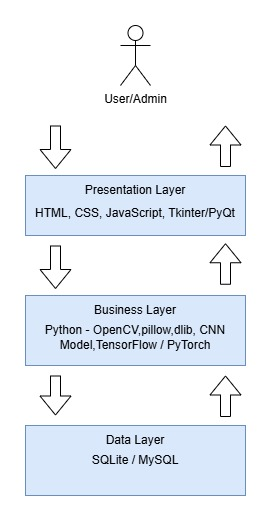 User/Admin
Presentation Layer
HTML, CSS, JavaScript, Tkinter/PyQt
Business Layer
Python - OpenCV,pillow,dlib, CNN
Model,TensorFlow / PyTorch
Data Layer
SQLite / MySQL